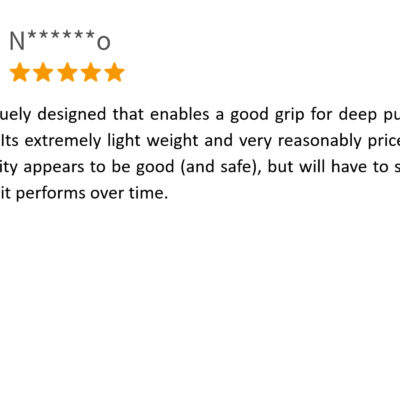 N******o
uely designed that enables a good grip for deep pu
Its extremely light weight and very reasonably price
ity appears to be good (and safe), but will have to s
it performs over time.